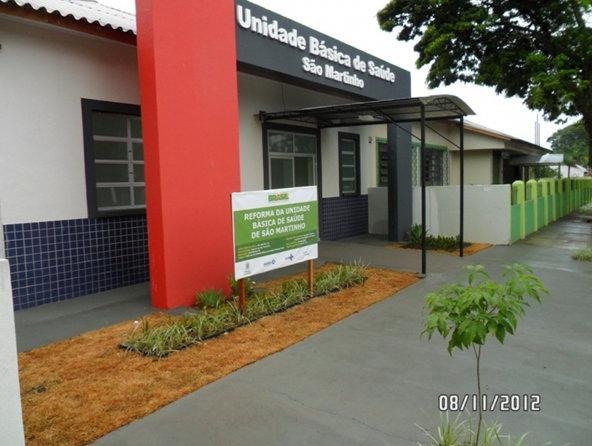 Unidade Básica de Saúde
São Martinho
BRASIL
REFORMA DA UNIDADE
BÁSICA DE SAÚDE
DE SÃO MARTINHO
08/11/2012